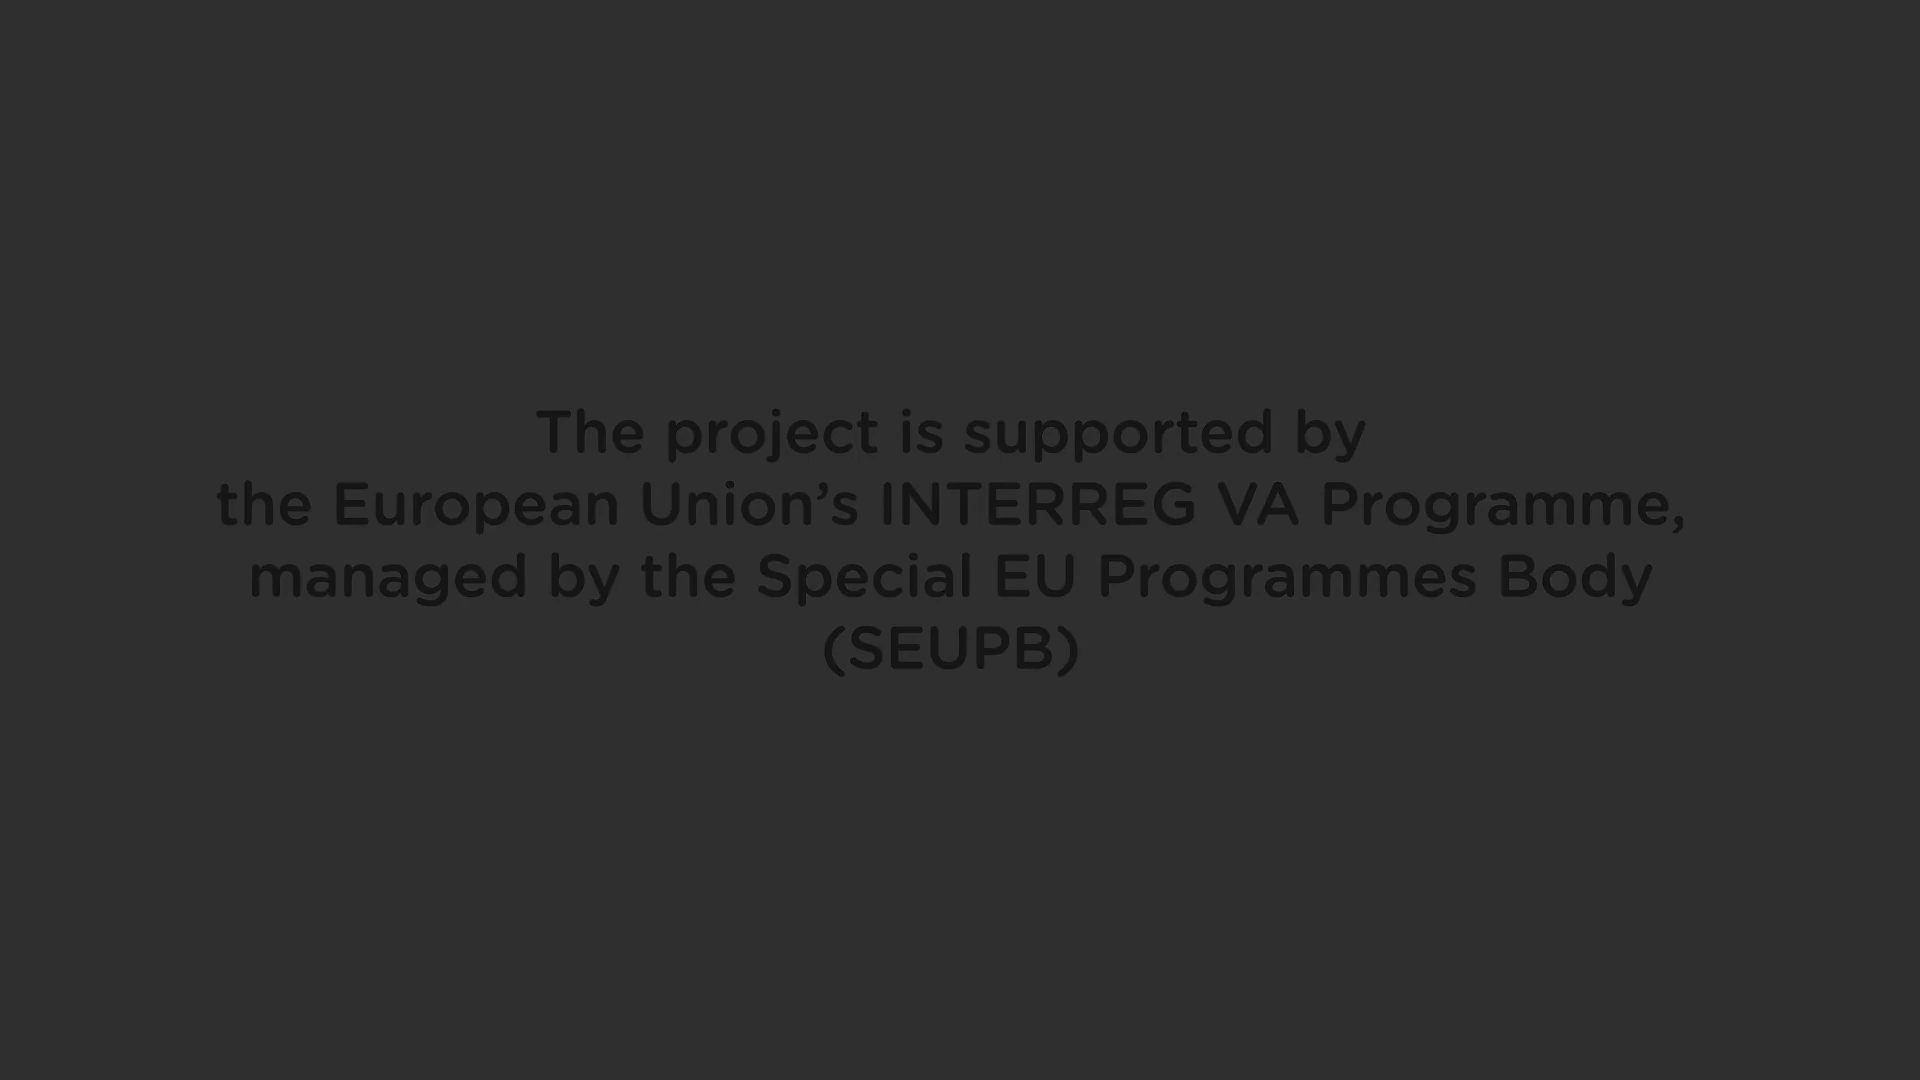 The project is supported by
the European Union’s INTERREG VA Programme,
managed by the Special EU Programmes Body
(SEUPB)